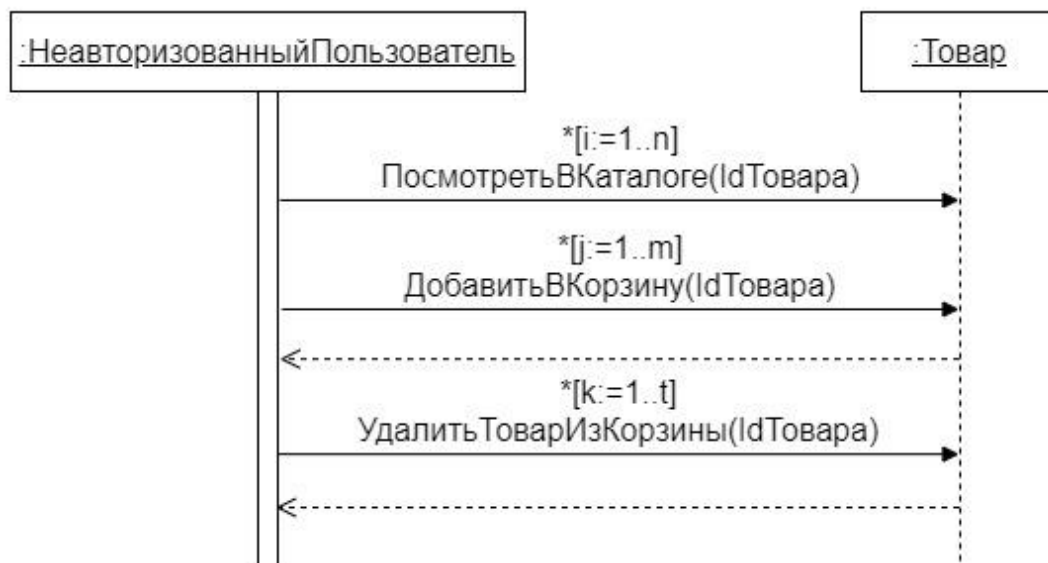 :НеавторизованныйПользователь
:Товар
*[i:=1..n]
ПосмотретьВКаталоге(IdТовара)
*[j:=1..m]
ДобавитьВКорзину(IdТовара)
*[k:=1..t]
УдалитьТоварИзКорзины(IdТовара)